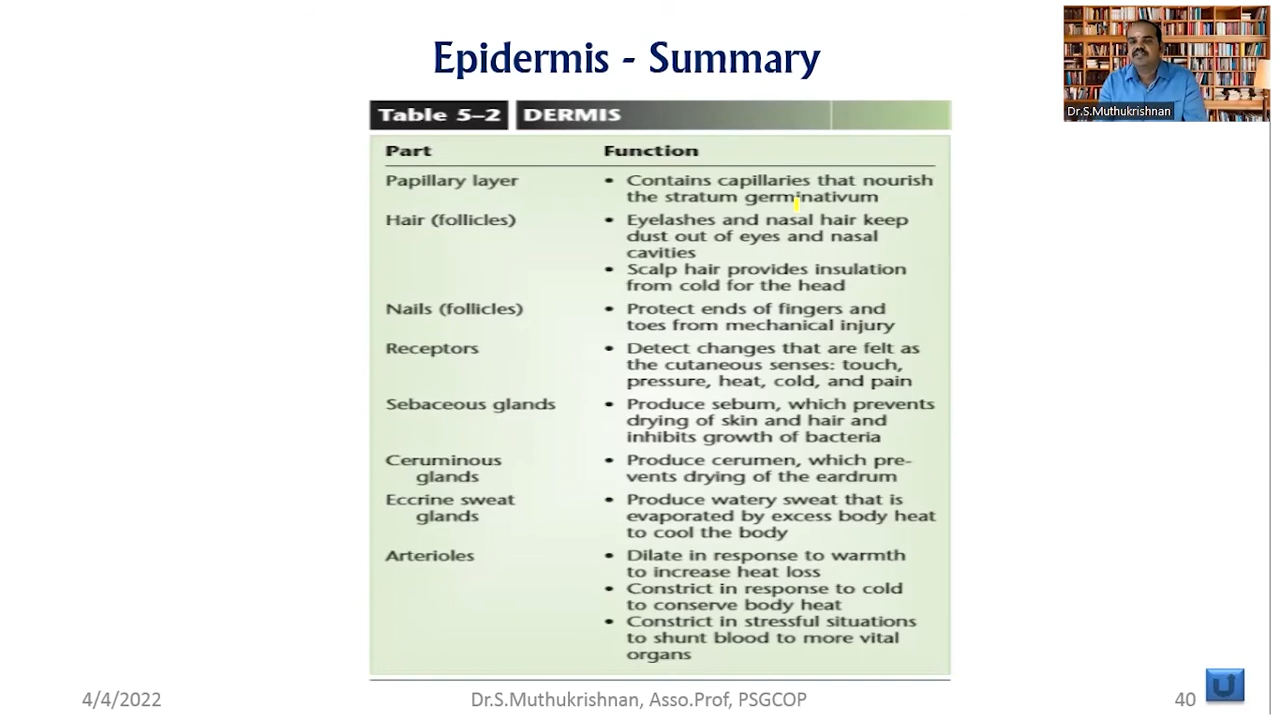 Epidermis - Summary
Dr.S.Muthukrishnan
Table 5–2 DERMIS
Part Function
Papillary layer • Contains capillaries that nourish
the stratum germinativum
Hair (follicles) • Eyelashes and nasal hair keep
dust out of eyes and nasal
cavities
• Scalp hair provides insulation
from cold for the head
Nails (follicles) • Protect ends of fingers and
toes from mechanical injury
Receptors • Detect changes that are felt as
the cutaneous senses: touch,
pressure, heat, cold, and pain
Sebaceous glands • Produce sebum, which prevents
drying of skin and hair and
inhibits growth of bacteria
Ceruminous • Produce cerumen, which pre-
glands vents drying of the eardrum
Eccrine sweat • Produce watery sweat that is
glands evaporated by excess body heat
to cool the body
Arterioles • Dilate in response to warmth
to increase heat loss
• Constrict in response to cold
to conserve body heat
• Constrict in stressful situations
to shunt blood to more vital
organs
4/4/2022 Dr.S.Muthukrishnan, Asso.Prof, PSGCOP 40